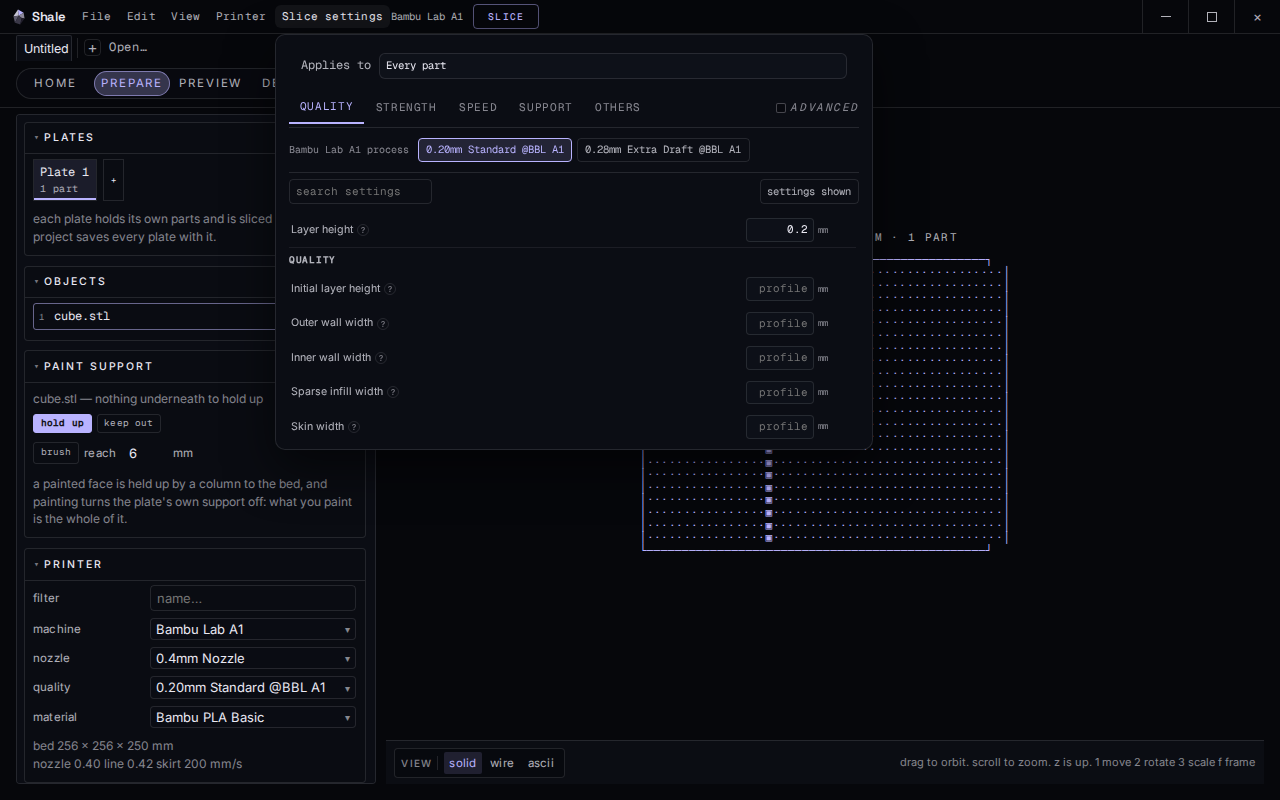 Shale File Edit View Printer Slice settings Bambu Lab A1 SLICE
Untitled + Open…
HOME PREPARE PREVIEW DE
Applies to Every part
QUALITY STRENGTH SPEED SUPPORT OTHERS ADVANCED
Bambu Lab A1 process 0.20mm Standard @BBL A1 0.28mm Extra Draft @BBL A1
search settings settings shown
Layer height ? 0.2 mm
QUALITY
Initial layer height ? profile mm
Outer wall width ? profile mm
Inner wall width ? profile mm
Sparse infill width ? profile mm
Skin width ? profile mm
PLATES
Plate 1
1 part
+
each plate holds its own parts and is sliced
project saves every plate with it.
OBJECTS
1 cube.stl
PAINT SUPPORT
cube.stl — nothing underneath to hold up
hold up keep out
brush reach 6 mm
a painted face is held up by a column to the bed, and
painting turns the plate's own support off: what you paint
is the whole of it.
PRINTER
filter name...
machine Bambu Lab A1
nozzle 0.4mm Nozzle
quality 0.20mm Standard @BBL A1
material Bambu PLA Basic
bed 256 × 256 × 250 mm
nozzle 0.40 line 0.42 skirt 200 mm/s
M · 1 PART
VIEW solid wire ascii
drag to orbit. scroll to zoom. z is up. 1 move 2 rotate 3 scale f frame